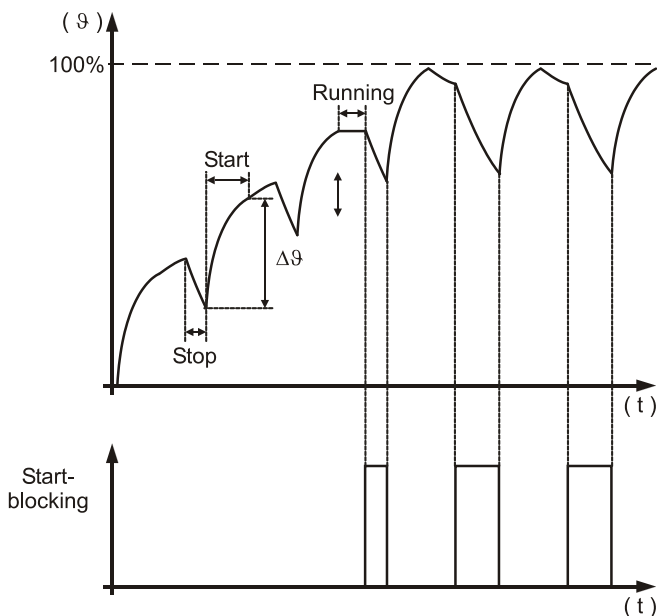 ( ϑ )
100%
Running
Start
Δϑ
Stop
( t )
Start-
blocking
( t )